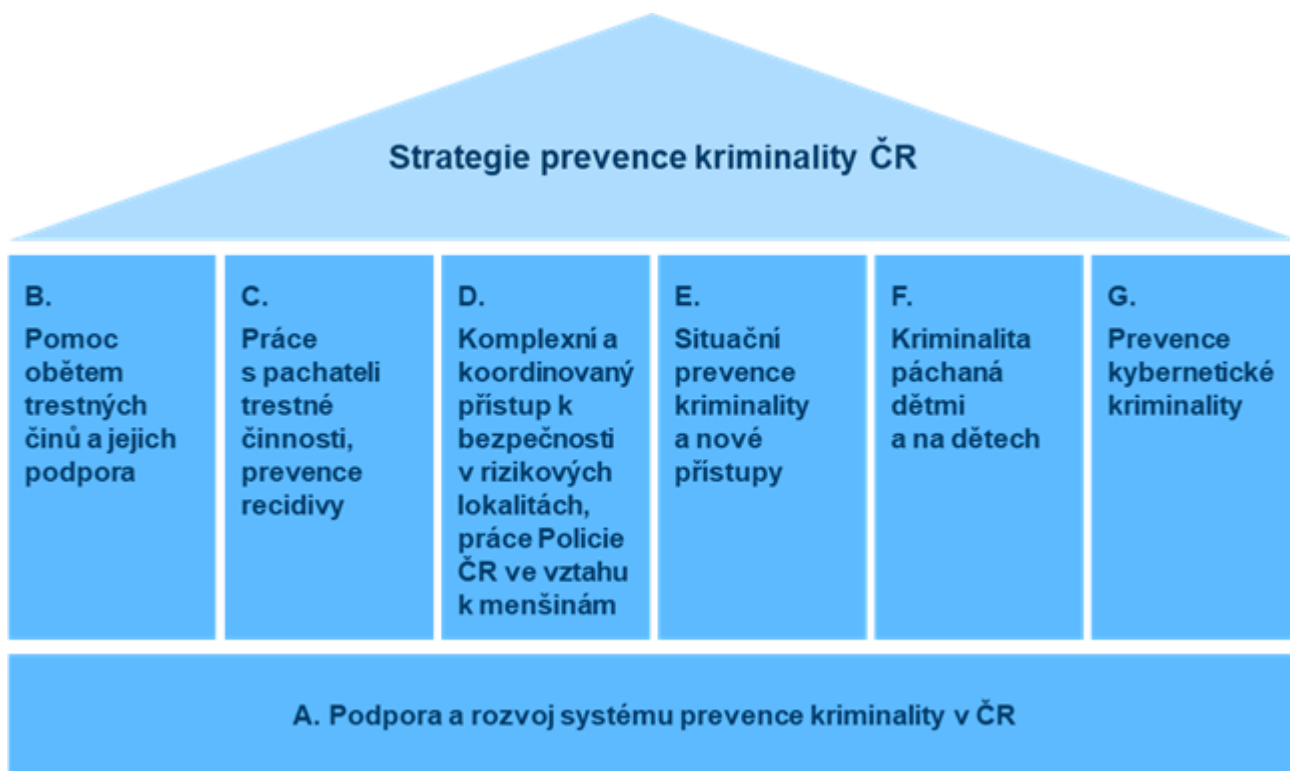 Strategie prevence kriminality ČR
B.
Pomoc
obětem
trestných
činů a jejich
podpora
C.
Práce
s pachateli
trestné
činnosti,
prevence
recidivy
D.
Komplexní a
koordinovaný
přístup k
bezpečnosti
v rizikových
lokalitách,
práce Policie
ČR ve vztahu
k menšinám
E.
Situační
prevence
kriminality
a nové
přístupy
F.
Kriminalita
páchaná
dětmi
a na dětech
G.
Prevence
kybernetické
kriminality
A. Podpora a rozvoj systému prevence kriminality v ČR